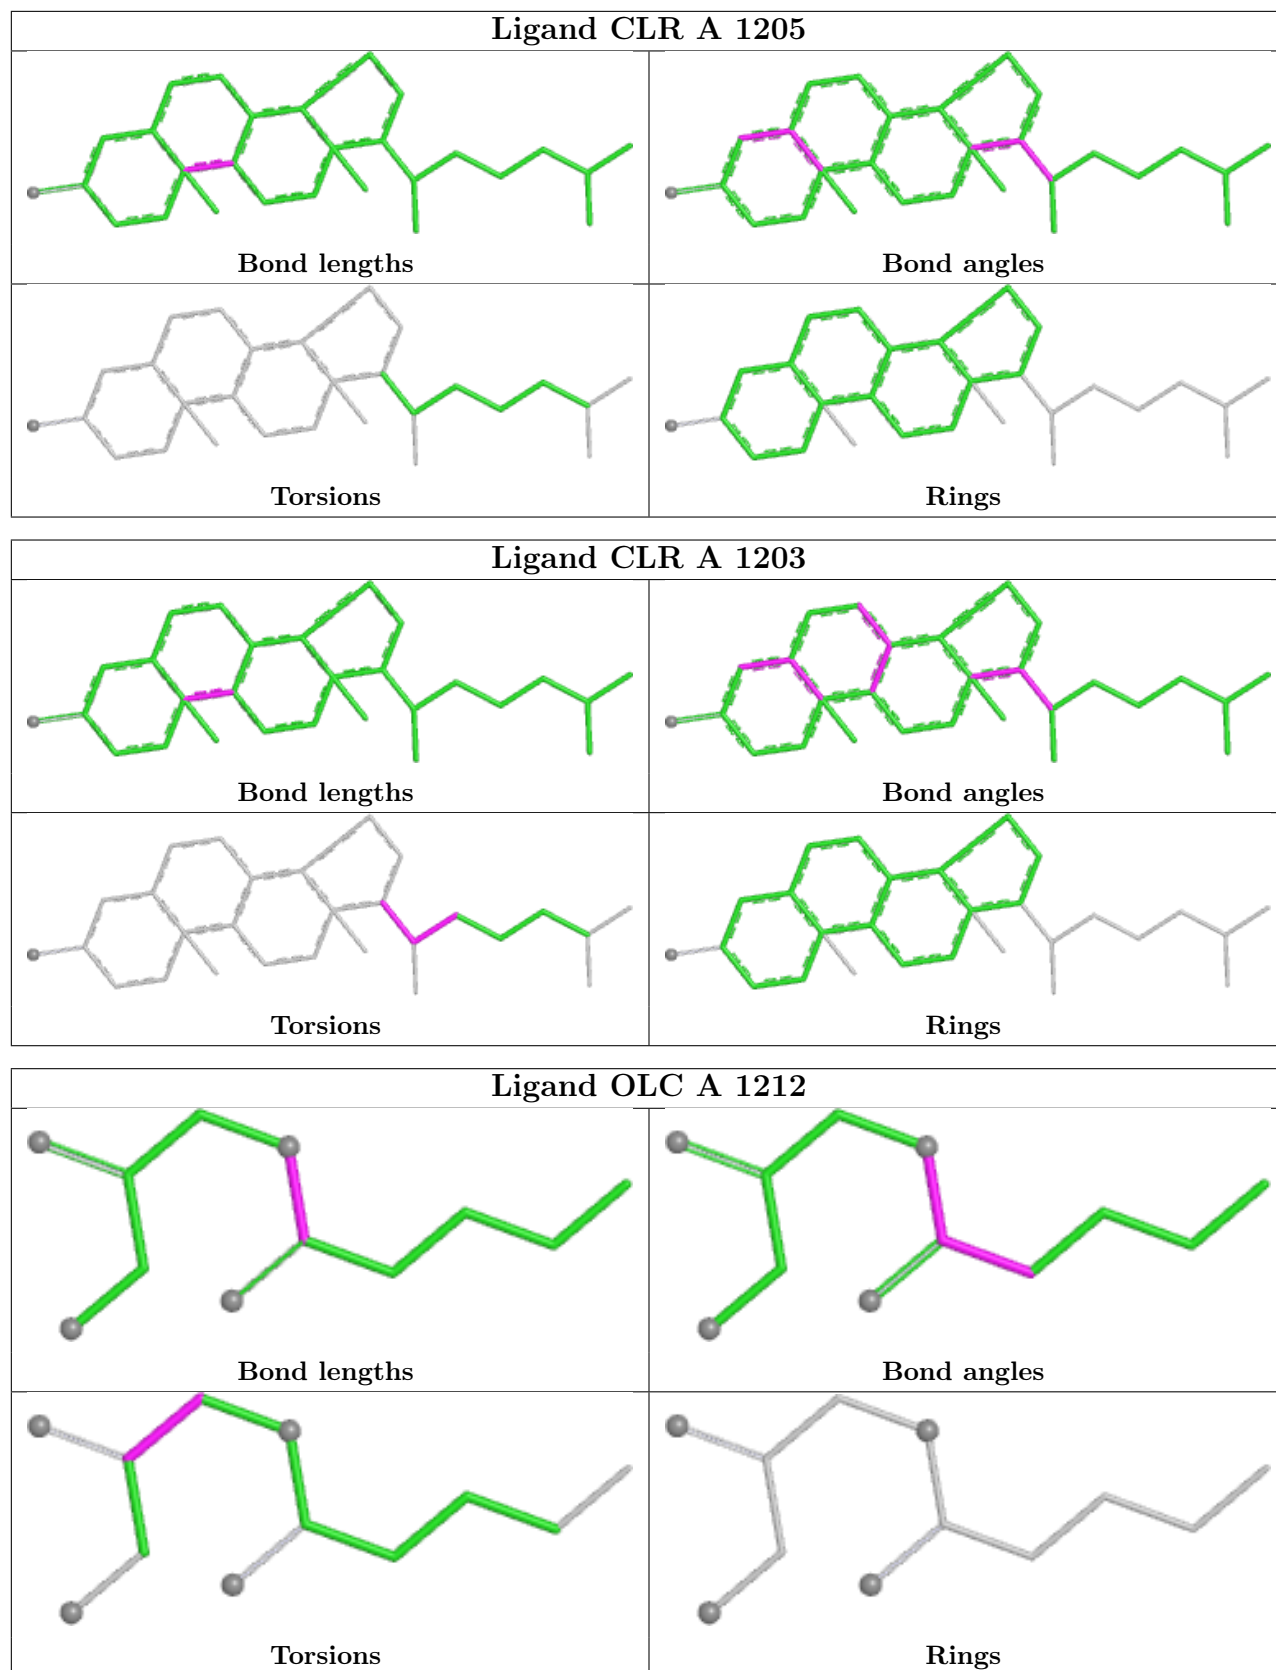 Ligand CLR A 1205
Bond lengths
Bond angles
Torsions
Rings
Ligand CLR A 1203
Bond lengths
Bond angles
Torsions
Rings
Ligand OLC A 1212
Bond lengths
Bond angles
Torsions
Rings